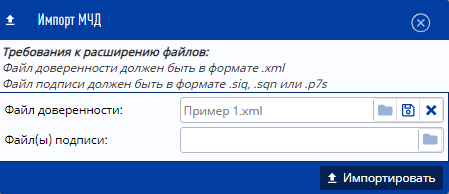 Импорт МЧД
Требования к расширению файлов:
Файл доверенности должен быть в формате .xml
Файл подписи должен быть в формате .sig, .sgn или .p7s
Файл доверенности: Пример 1.xml
Файл(ы) подписи:
Импортировать